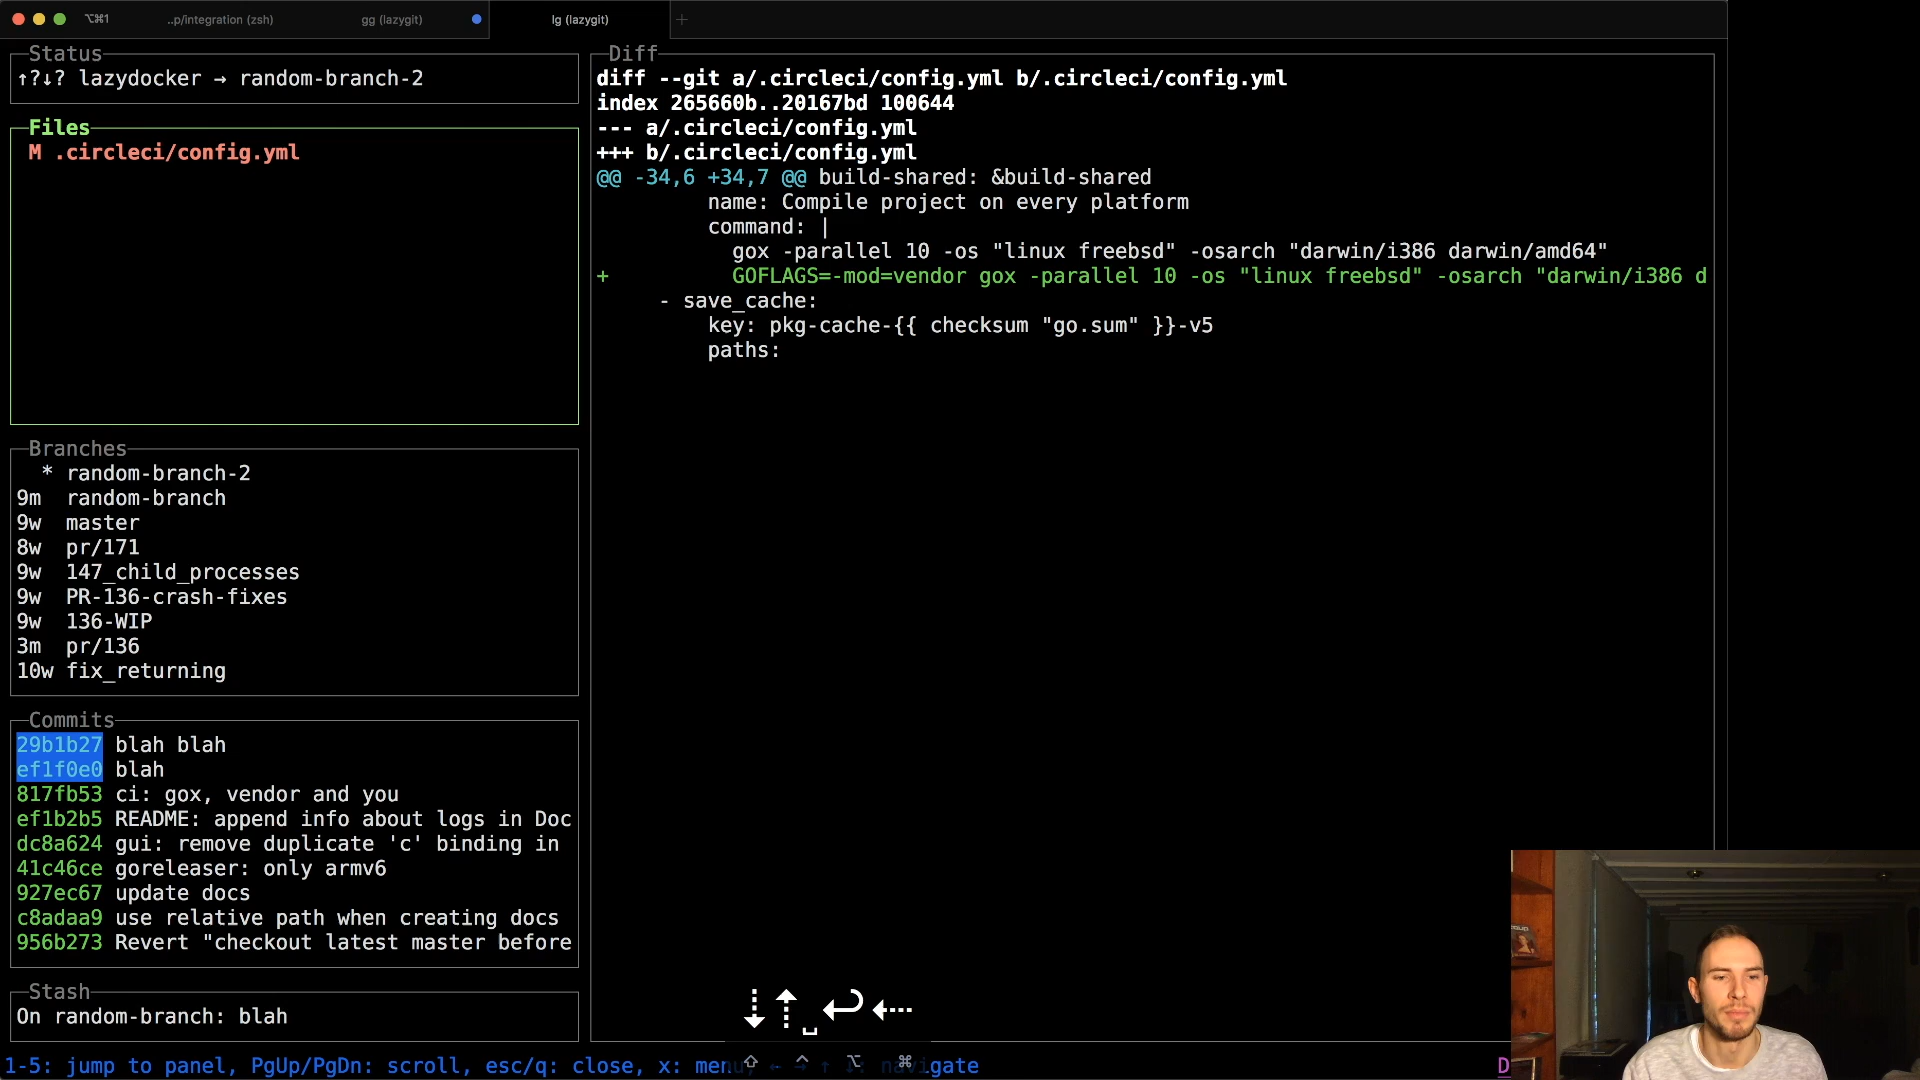 ⌥⌘1
..p/integration (zsh)
gg (lazygit)
lg (lazygit)
+
Status
↑?↓? lazydocker → random-branch-2
Files
M .circleci/config.yml
Branches
* random-branch-2
9m random-branch
9w master
8w pr/171
9w 147_child_processes
9w PR-136-crash-fixes
9w 136-WIP
3m pr/136
10w fix_returning
Commits
29b1b27 blah blah
ef1f0e0 blah
817fb53 ci: gox, vendor and you
ef1b2b5 README: append info about logs in Doc
dc8a624 gui: remove duplicate 'c' binding in
41c46ce goreleaser: only armv6
927ec67 update docs
c8adaa9 use relative path when creating docs
956b273 Revert "checkout latest master before
Stash
On random-branch: blah
Diff
diff --git a/.circleci/config.yml b/.circleci/config.yml
index 265660b..20167bd 100644
--- a/.circleci/config.yml
+++ b/.circleci/config.yml
@@ -34,6 +34,7 @@ build-shared: &build-shared
name: Compile project on every platform
command: |
gox -parallel 10 -os "linux freebsd" -osarch "darwin/i386 darwin/amd64"
+ GOFLAGS=-mod=vendor gox -parallel 10 -os "linux freebsd" -osarch "darwin/i386 d
- save_cache:
key: pkg-cache-{{ checksum "go.sum" }}-v5
paths:
⇣⇡⎵↩⇠
⇧ ⌃ ⌥ ⌘
1-5: jump to panel, PgUp/PgDn: scroll, esc/q: close, x: menu, ← → ↑ ↓: navigate
D